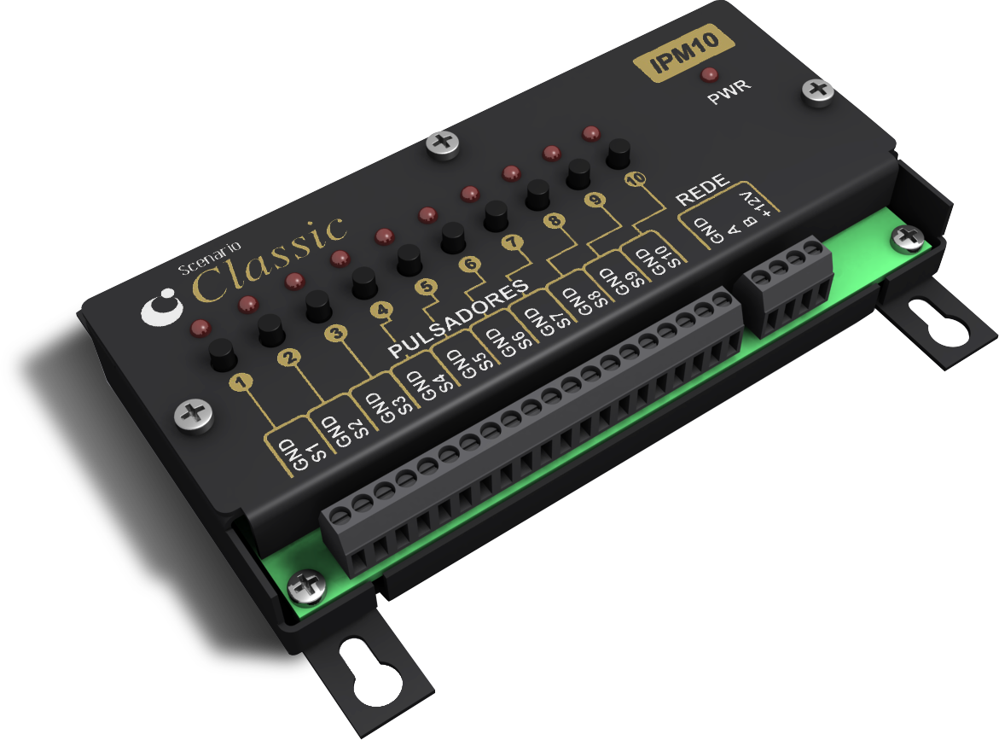 IPM10
PWR
Scenario
Classic
1 2 3 4 5 6 7 8 9 10
PULSADORES
REDE
GND S1 GND S2 GND S3 GND S4 GND S5 GND S6 GND S7 GND S8 GND S9 GND S10
GND A B +12V